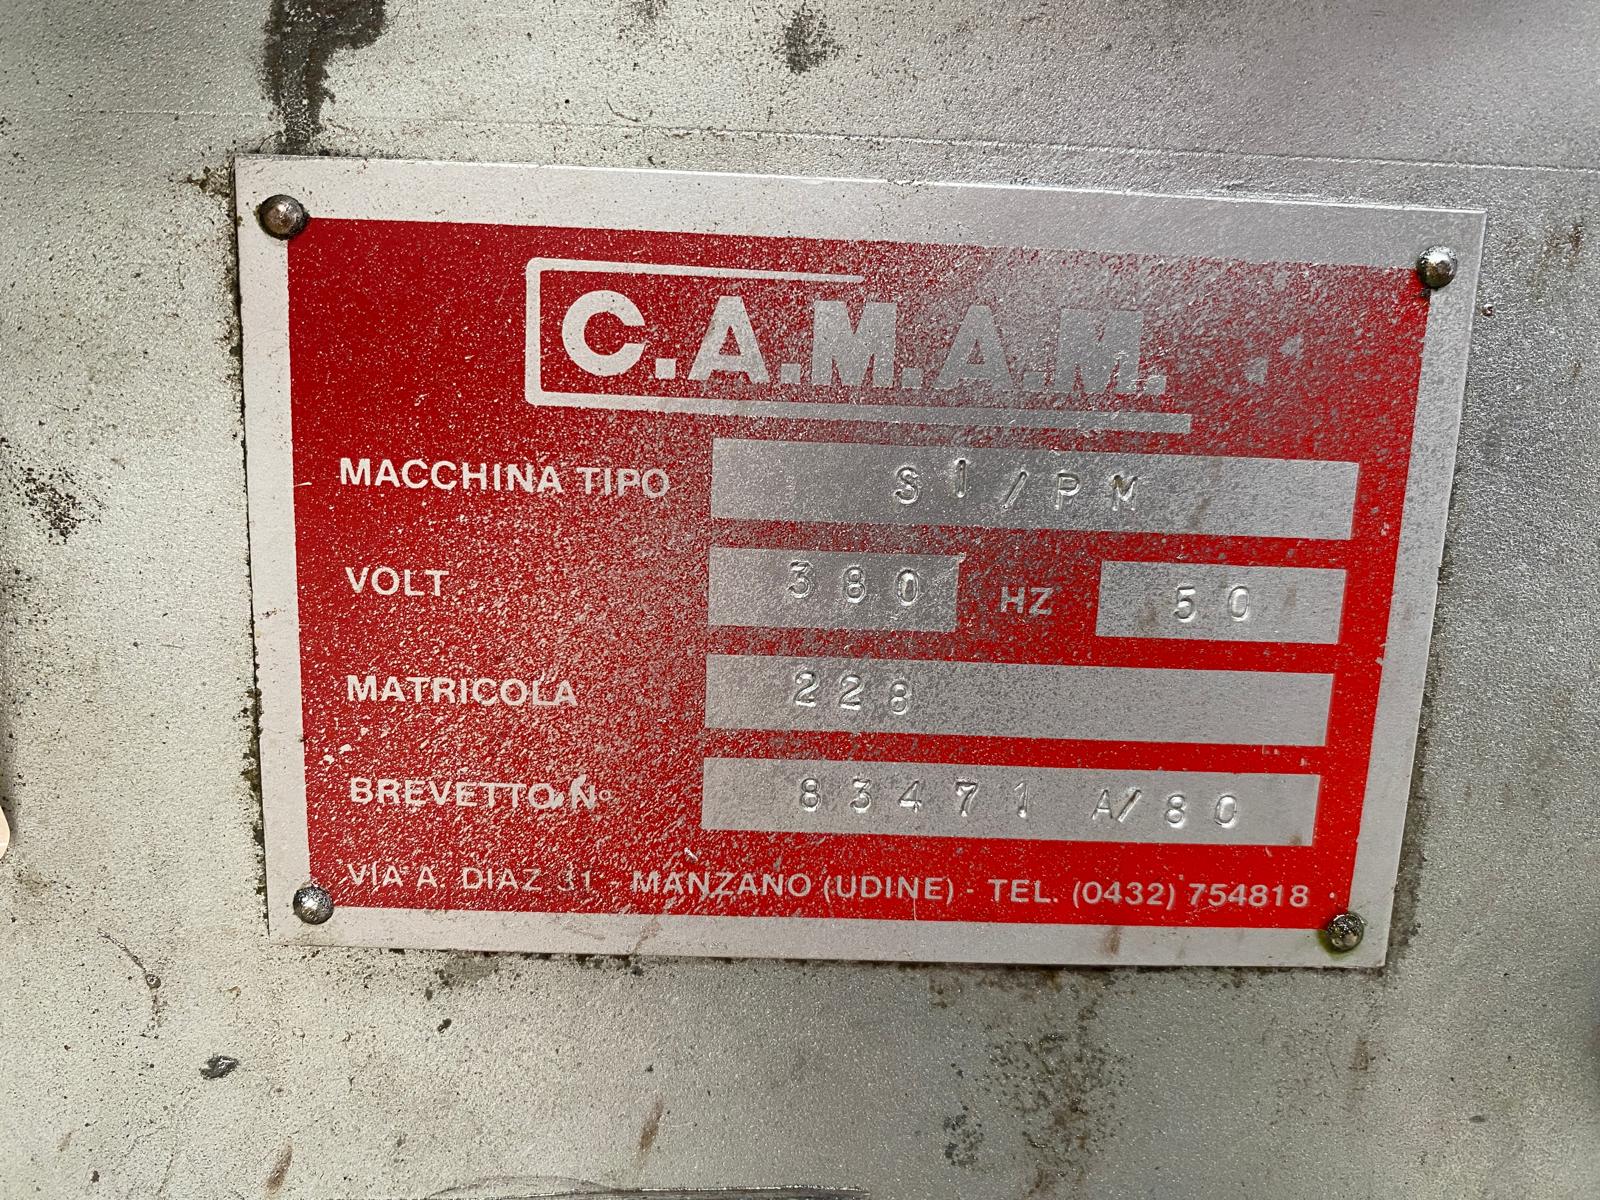 C.A.M.A.M.
MACCHINA TIPO S1/PM
VOLT 380 HZ 50
MATRICOLA 228
BREVETTO N° 83471 A/80
VIA A. DIAZ 31 - MANZANO (UDINE) - TEL. (0432) 754818